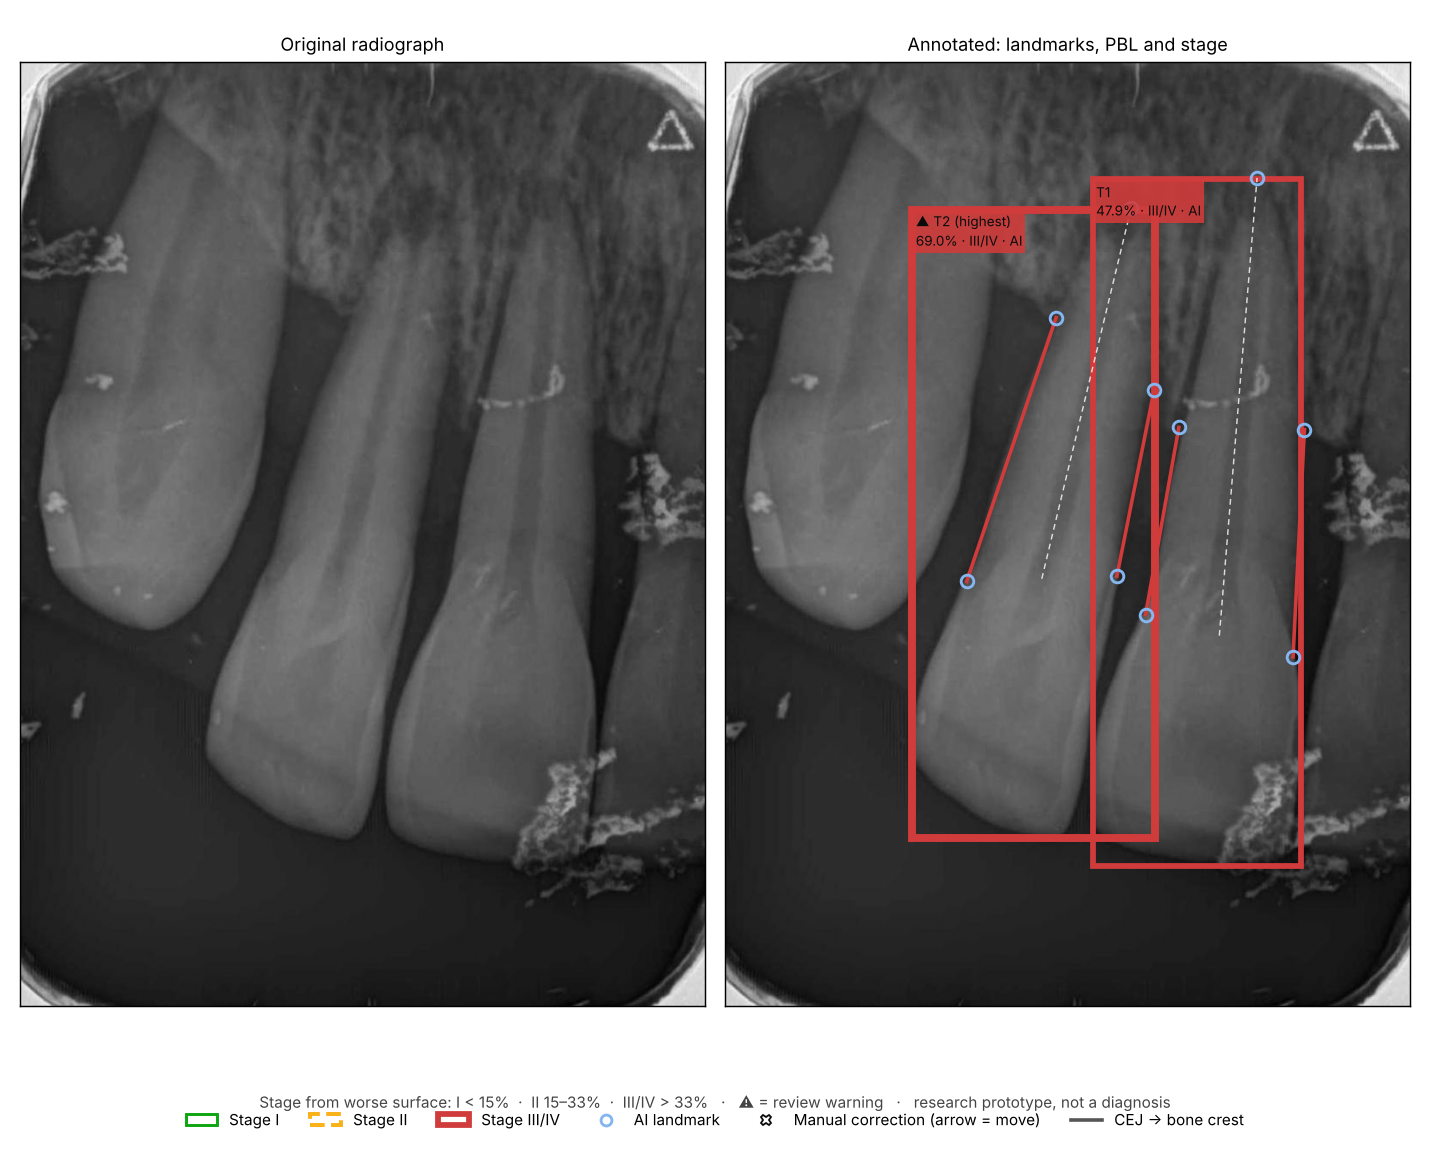 Original radiograph
Annotated: landmarks, PBL and stage
T1
47.9% · III/IV · AI
▲ T2 (highest)
69.0% · III/IV · AI
Stage from worse surface: I < 15% · II 15–33% · III/IV > 33% · ⚠ = review warning · research prototype, not a diagnosis
Stage I
Stage II
Stage III/IV
AI landmark
Manual correction (arrow = move)
CEJ → bone crest